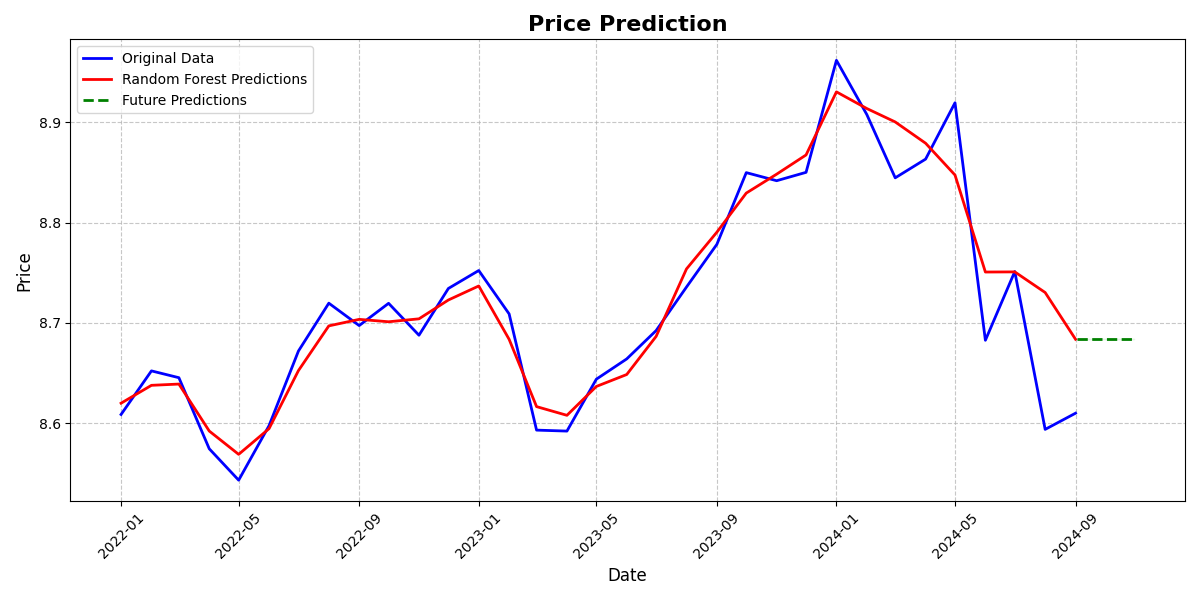 Price Prediction
Original Data
Random Forest Predictions
Future Predictions
8.9
8.8
8.7
8.6
Price
2022-01
2022-05
2022-09
2023-01
2023-05
2023-09
2024-01
2024-05
2024-09
Date